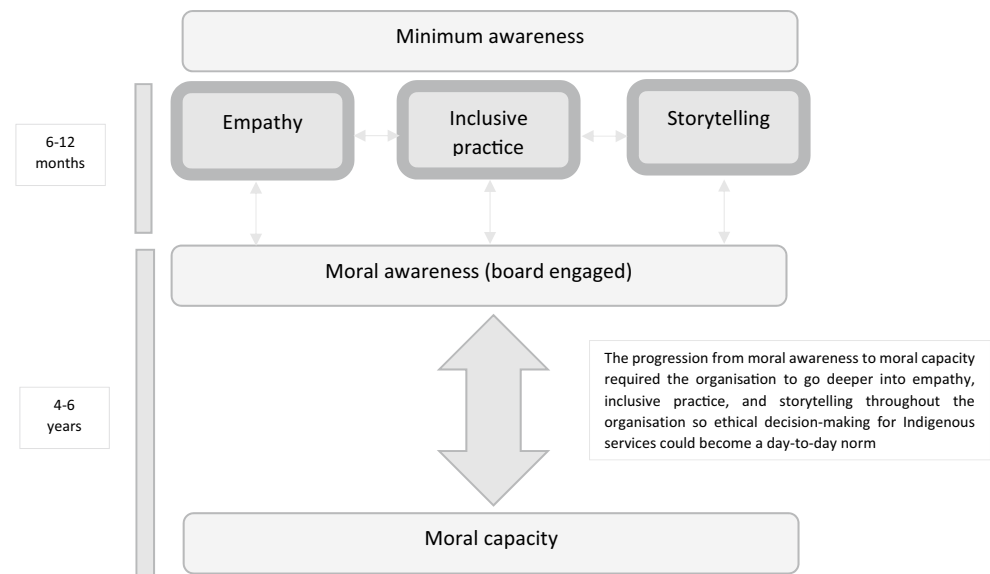 Minimum awareness
Empathy
Inclusive
practice
Storytelling
6-12
months
Moral awareness (board engaged)
The progression from moral awareness to moral capacity
required the organisation to go deeper into empathy,
inclusive practice, and storytelling throughout the
organisation so ethical decision-making for Indigenous
services could become a day-to-day norm
4-6
years
Moral capacity